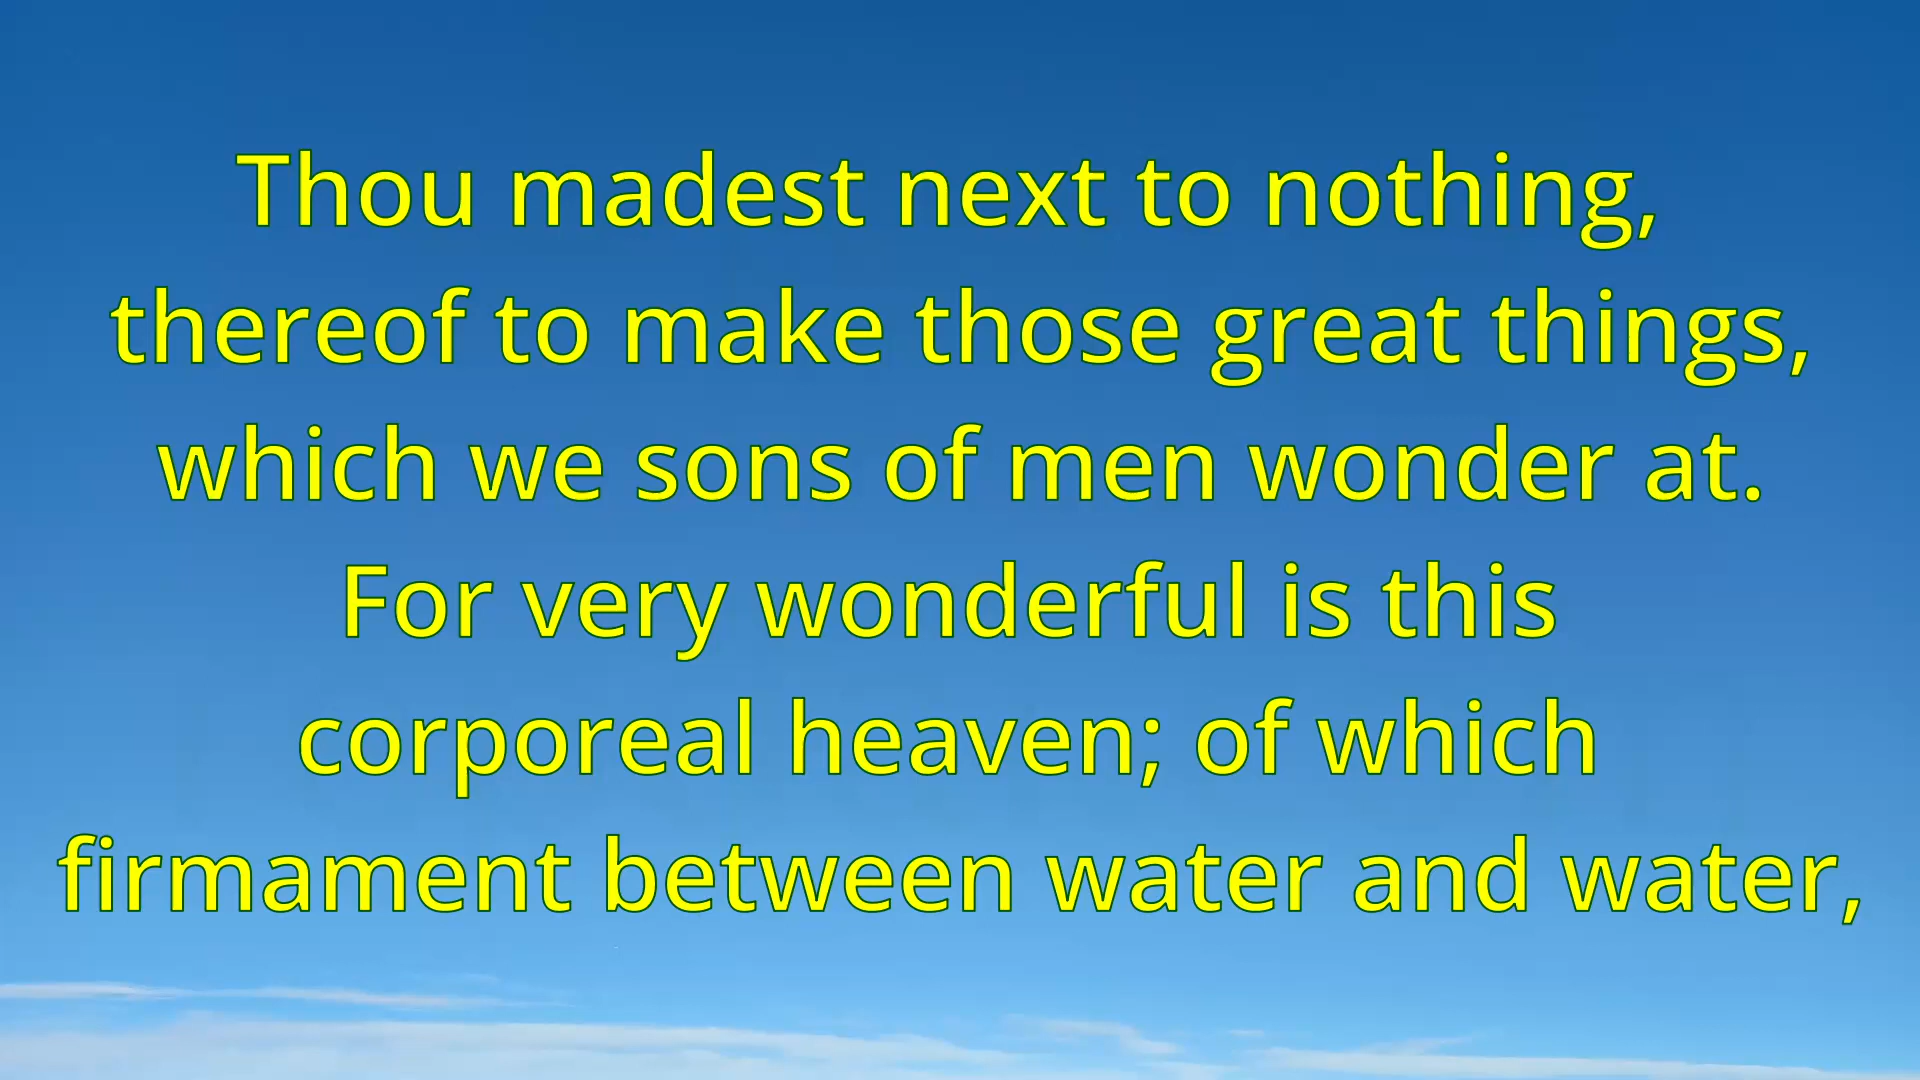 Thou madest next to nothing,
thereof to make those great things,
which we sons of men wonder at.
For very wonderful is this
corporeal heaven; of which
firmament between water and water,